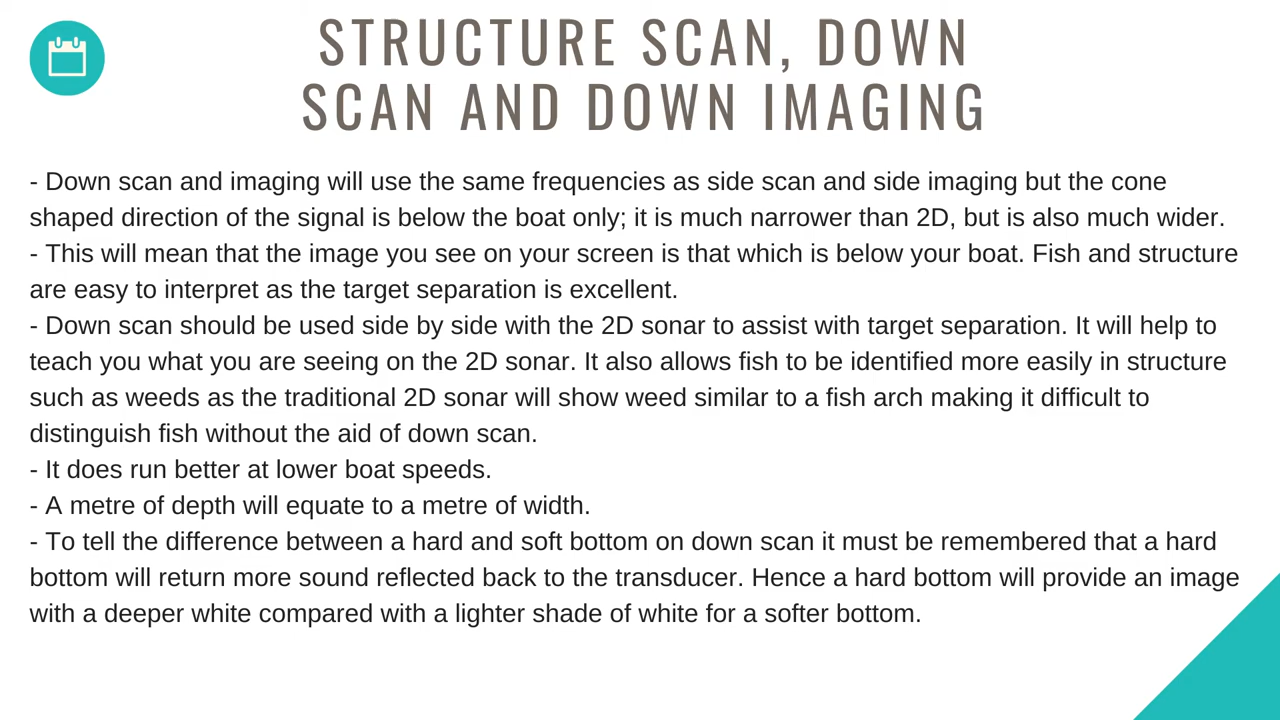 STRUCTURE SCAN, DOWN
SCAN AND DOWN IMAGING
- Down scan and imaging will use the same frequencies as side scan and side imaging but the cone
shaped direction of the signal is below the boat only; it is much narrower than 2D, but is also much wider.
- This will mean that the image you see on your screen is that which is below your boat. Fish and structure
are easy to interpret as the target separation is excellent.
- Down scan should be used side by side with the 2D sonar to assist with target separation. It will help to
teach you what you are seeing on the 2D sonar. It also allows fish to be identified more easily in structure
such as weeds as the traditional 2D sonar will show weed similar to a fish arch making it difficult to
distinguish fish without the aid of down scan.
- It does run better at lower boat speeds.
- A metre of depth will equate to a metre of width.
- To tell the difference between a hard and soft bottom on down scan it must be remembered that a hard
bottom will return more sound reflected back to the transducer. Hence a hard bottom will provide an image
with a deeper white compared with a lighter shade of white for a softer bottom.